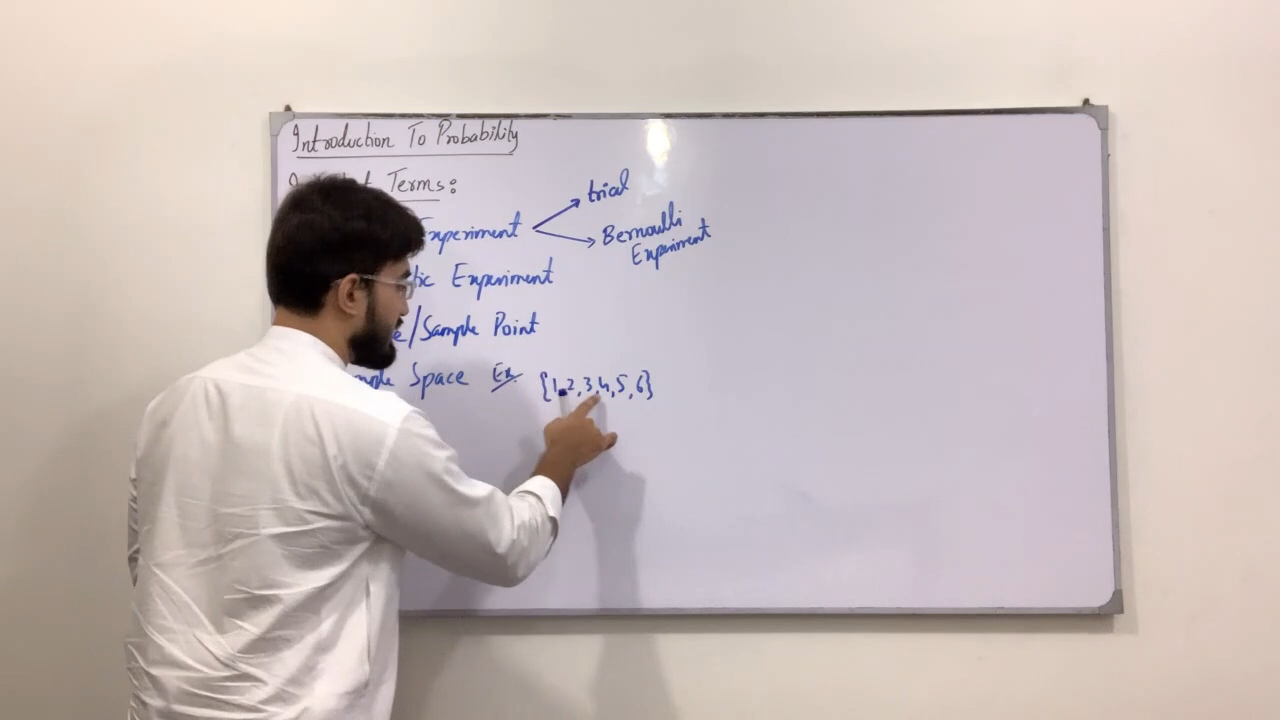 Introduction To Probability
Terms:
Experiment
trial
Bernoulli
Experiment
Experiment
/Sample Point
Space Ex. {1,2,3,4,5,6}